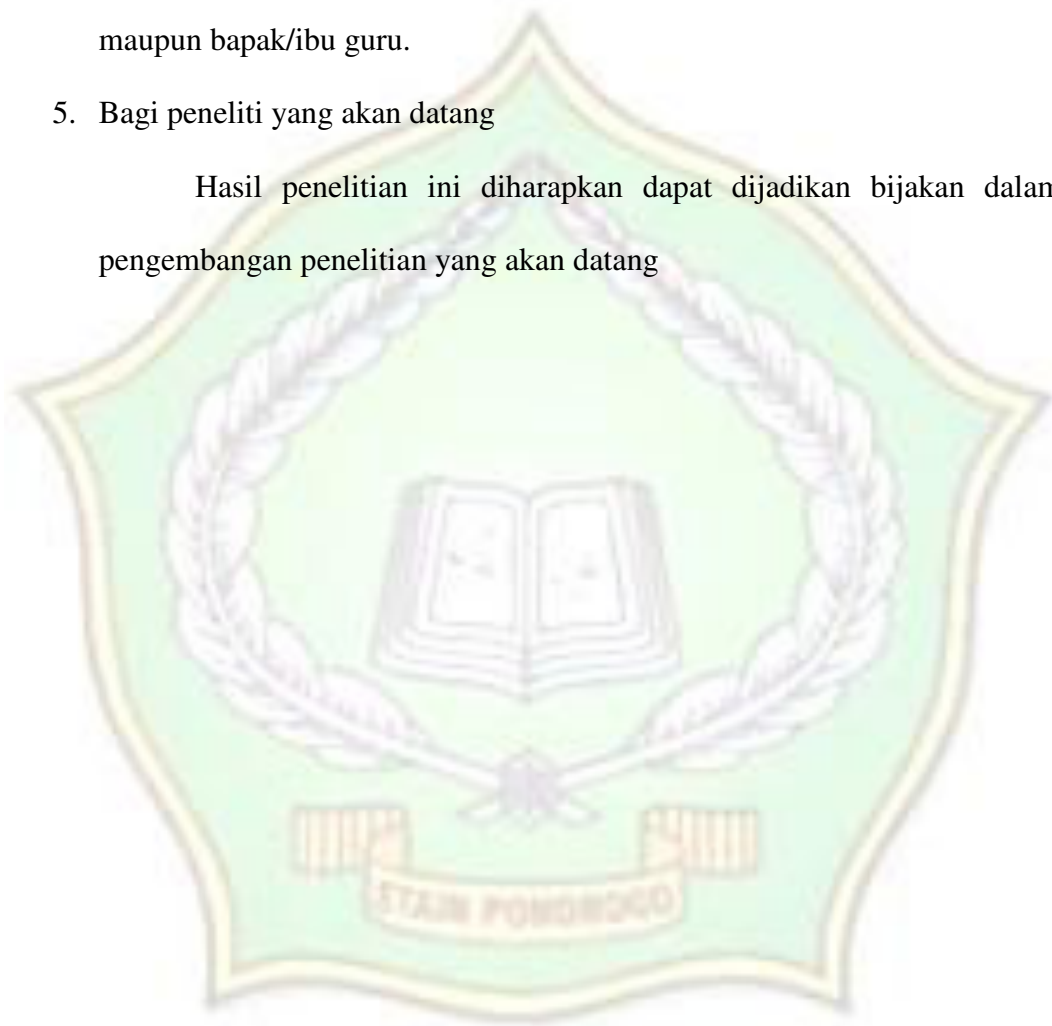 maupun bapak/ibu guru.
5. Bagi peneliti yang akan datang
Hasil penelitian ini diharapkan dapat dijadikan bijakan dalam
pengembangan penelitian yang akan datang
STAIN PONOROGO